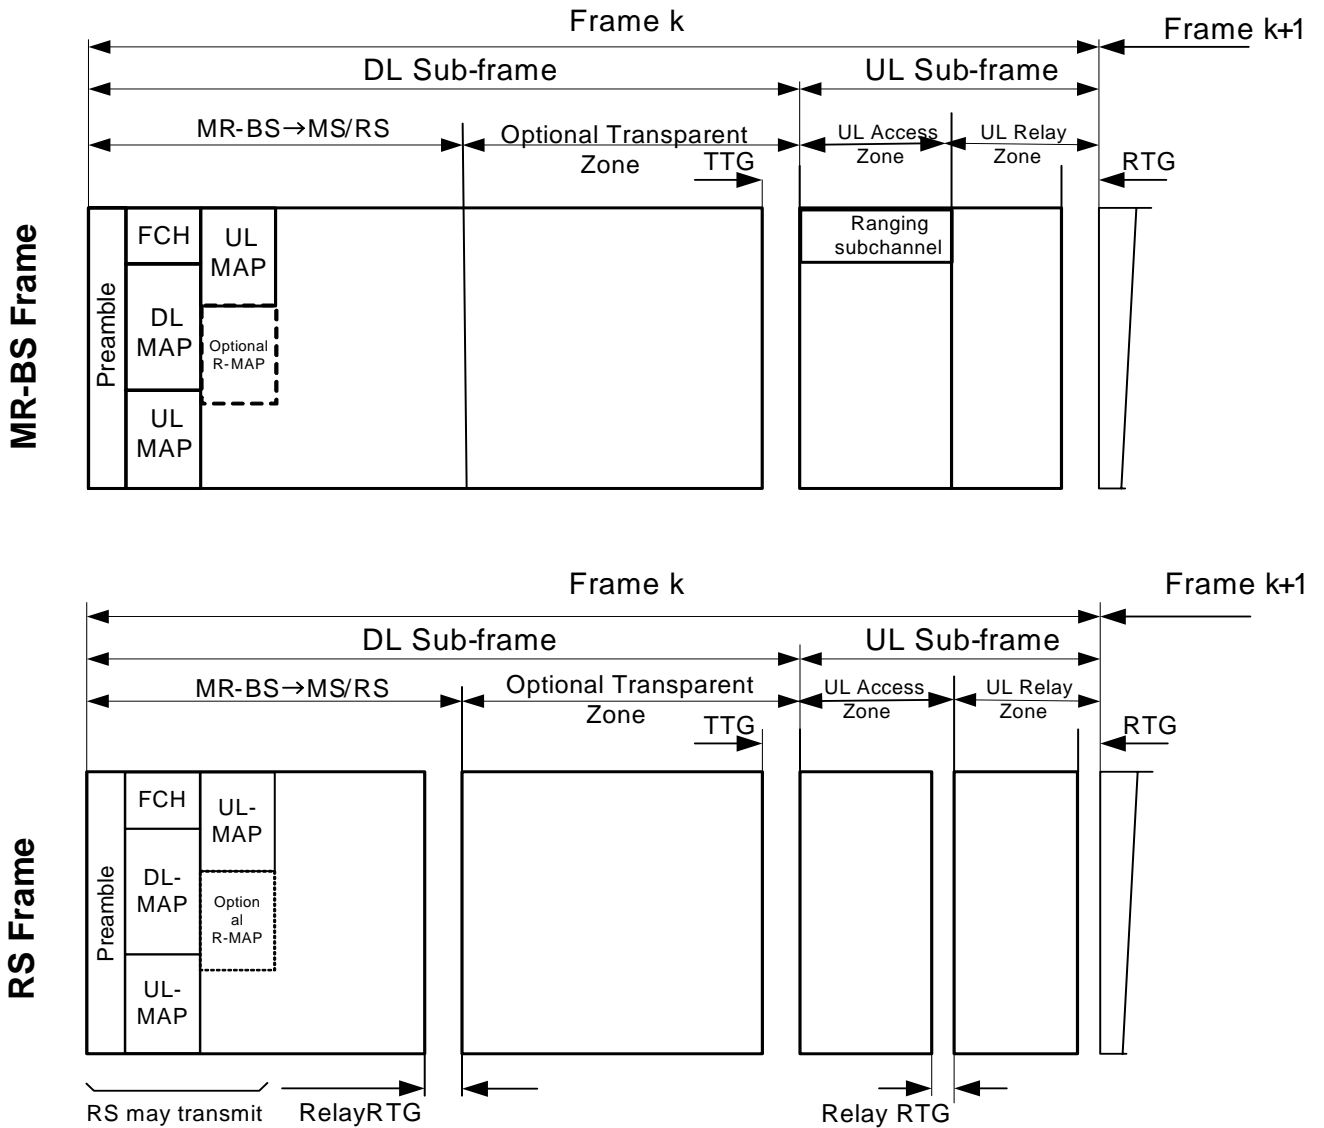 Frame k
Frame k+1
DL Sub-frame
UL Sub-frame
MR-BS→MS/RS
Optional Transparent
Zone
UL Access
Zone
UL Relay
Zone
TTG
RTG
MR-BS Frame
Preamble
FCH
DL
MAP
UL
MAP
UL
MAP
Optional
R-MAP
Ranging
subchannel
Frame k
Frame k+1
DL Sub-frame
UL Sub-frame
MR-BS→MS/RS
Optional Transparent
Zone
UL Access
Zone
UL Relay
Zone
TTG
RTG
RS Frame
Preamble
FCH
DL-
MAP
UL-
MAP
UL-
MAP
Option
al
R-MAP
RS may transmit
RelayRTG
Relay RTG